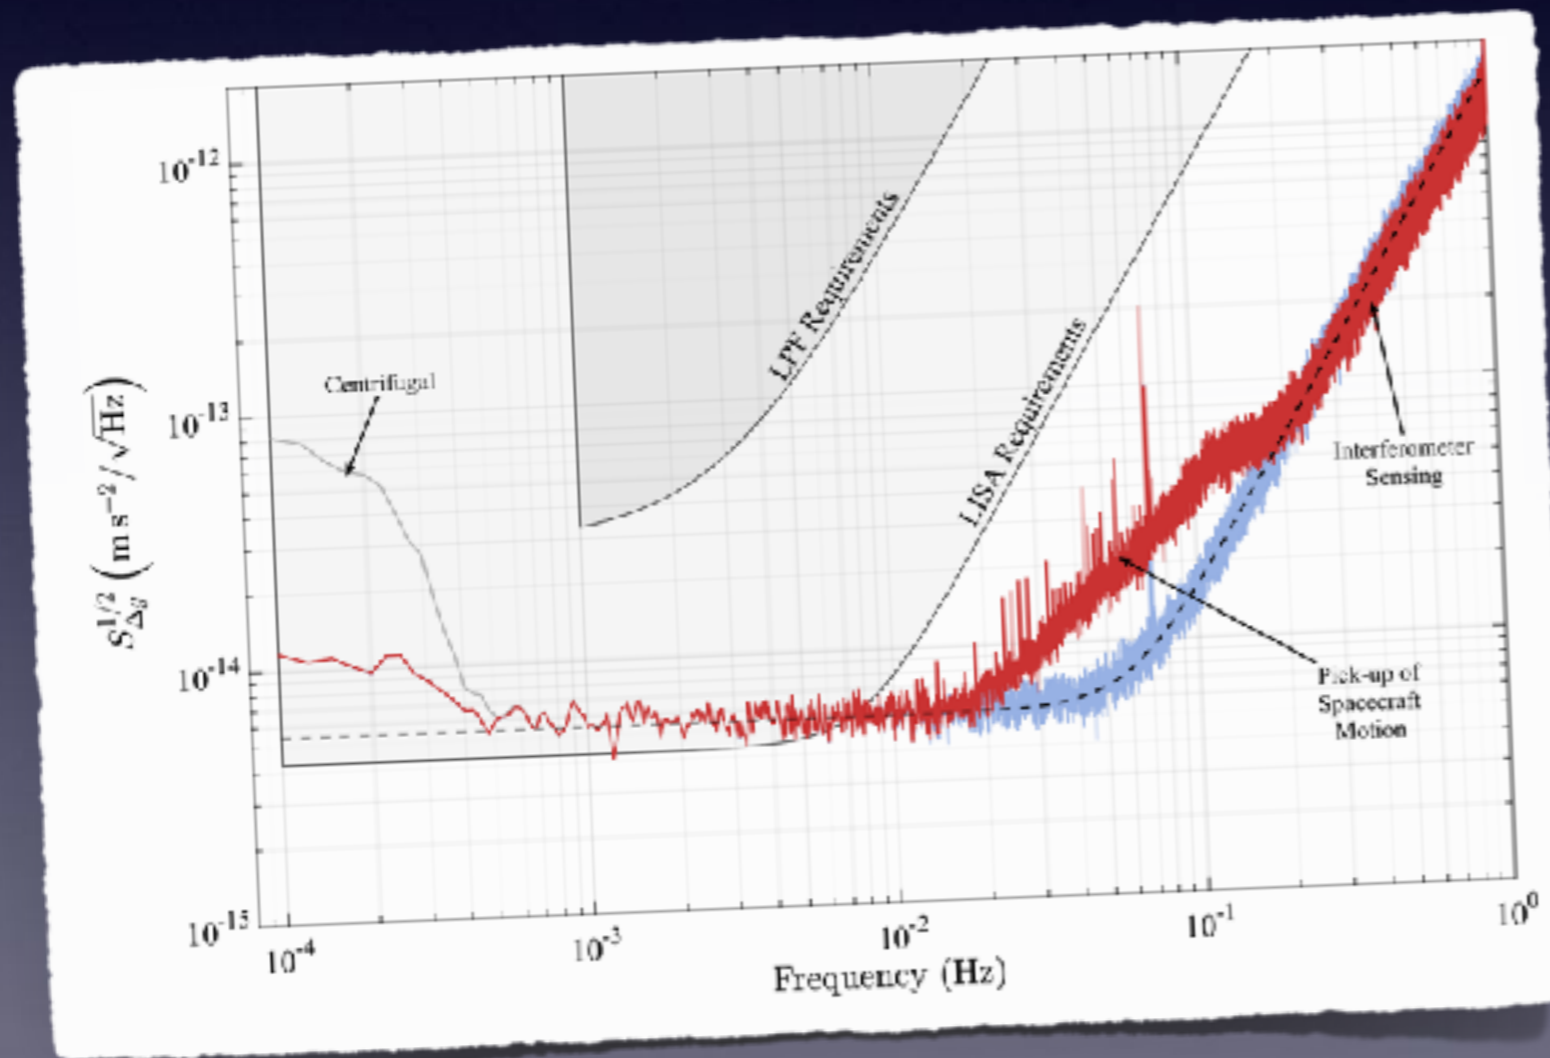 10⁻¹²
LPF Requirements
LISA Requirements
Centrifugal
10⁻¹³
Interferometer
Sensing
S_{Δg}^{1/2} (m s⁻²/√Hz)
10⁻¹⁴
Pick-up of
Spacecraft
Motion
10⁻¹⁵
10⁻⁴
10⁻³
10⁻²
10⁻¹
10⁰
Frequency (Hz)